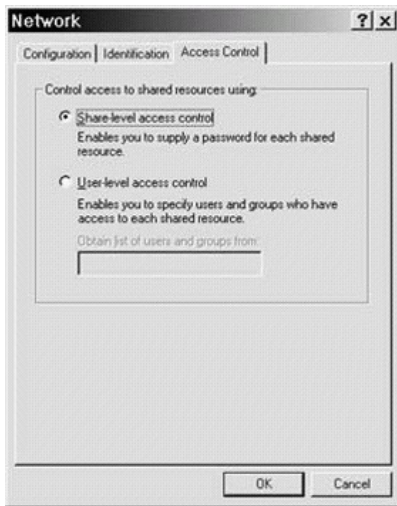 Network
Configuration Identification Access Control
Control access to shared resources using:
Share-level access control
Enables you to supply a password for each shared
resource.
User-level access control
Enables you to specify users and groups who have
access to each shared resource.
Obtain list of users and groups from:
OK Cancel